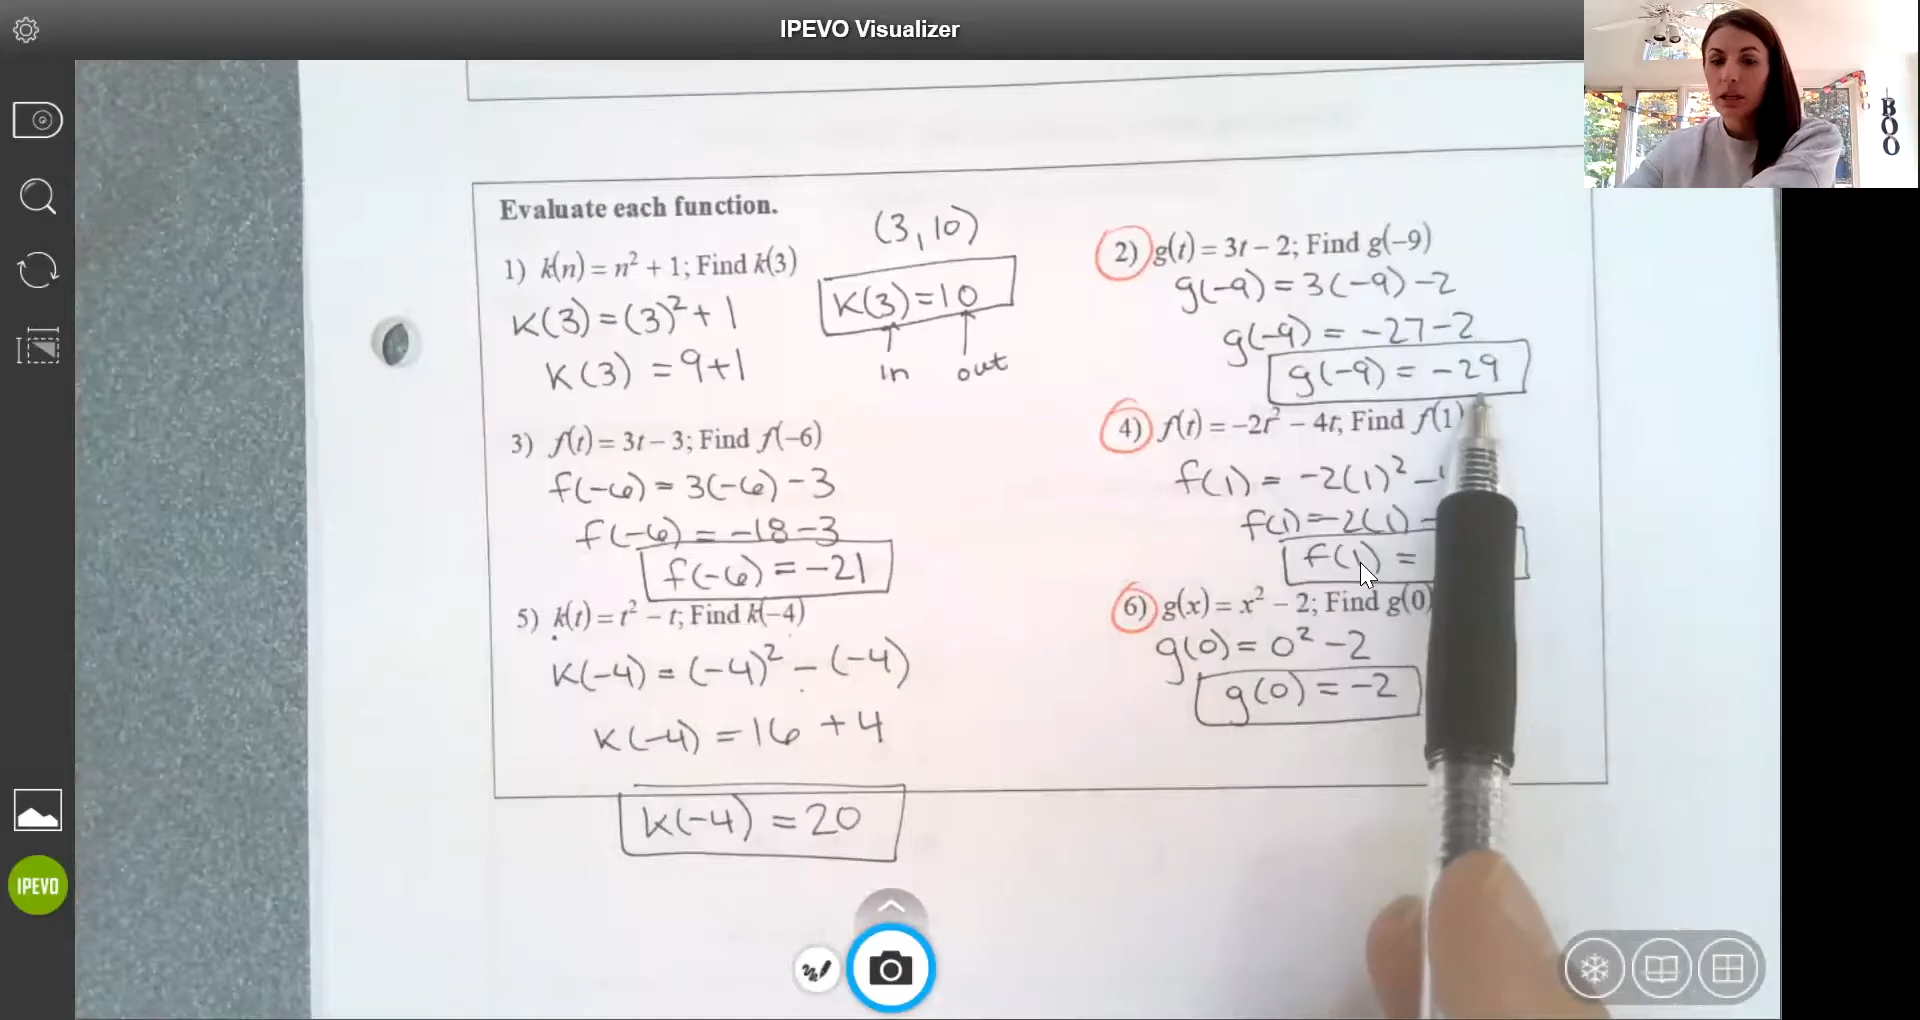 IPEVO Visualizer
BOO
Evaluate each function.
(3, 10)
1) k(n) = n² + 1; Find k(3)
K(3) = (3)² + 1
K(3) = 9+1
K(3) = 10
in out
2) g(t) = 3t − 2; Find g(−9)
g(−9) = 3(−9) −2
g(−9) = −27−2
g(−9) = −29
3) f(t) = 3t − 3; Find f(−6)
f(−6) = 3(−6) − 3
f(−6) = −18 −3
f(−6) = −21
4) f(t) = −2t² − 4t; Find f(1)
f(1) = −2(1)² −
f(1) = −2(1) −
f(1) =
5) k(t) = t² − t; Find k(−4)
K(−4) = (−4)² − (−4)
K(−4) = 16 + 4
K(−4) = 20
6) g(x) = x² − 2; Find g(0)
g(0) = 0² −2
g(0) = −2
IPEVO